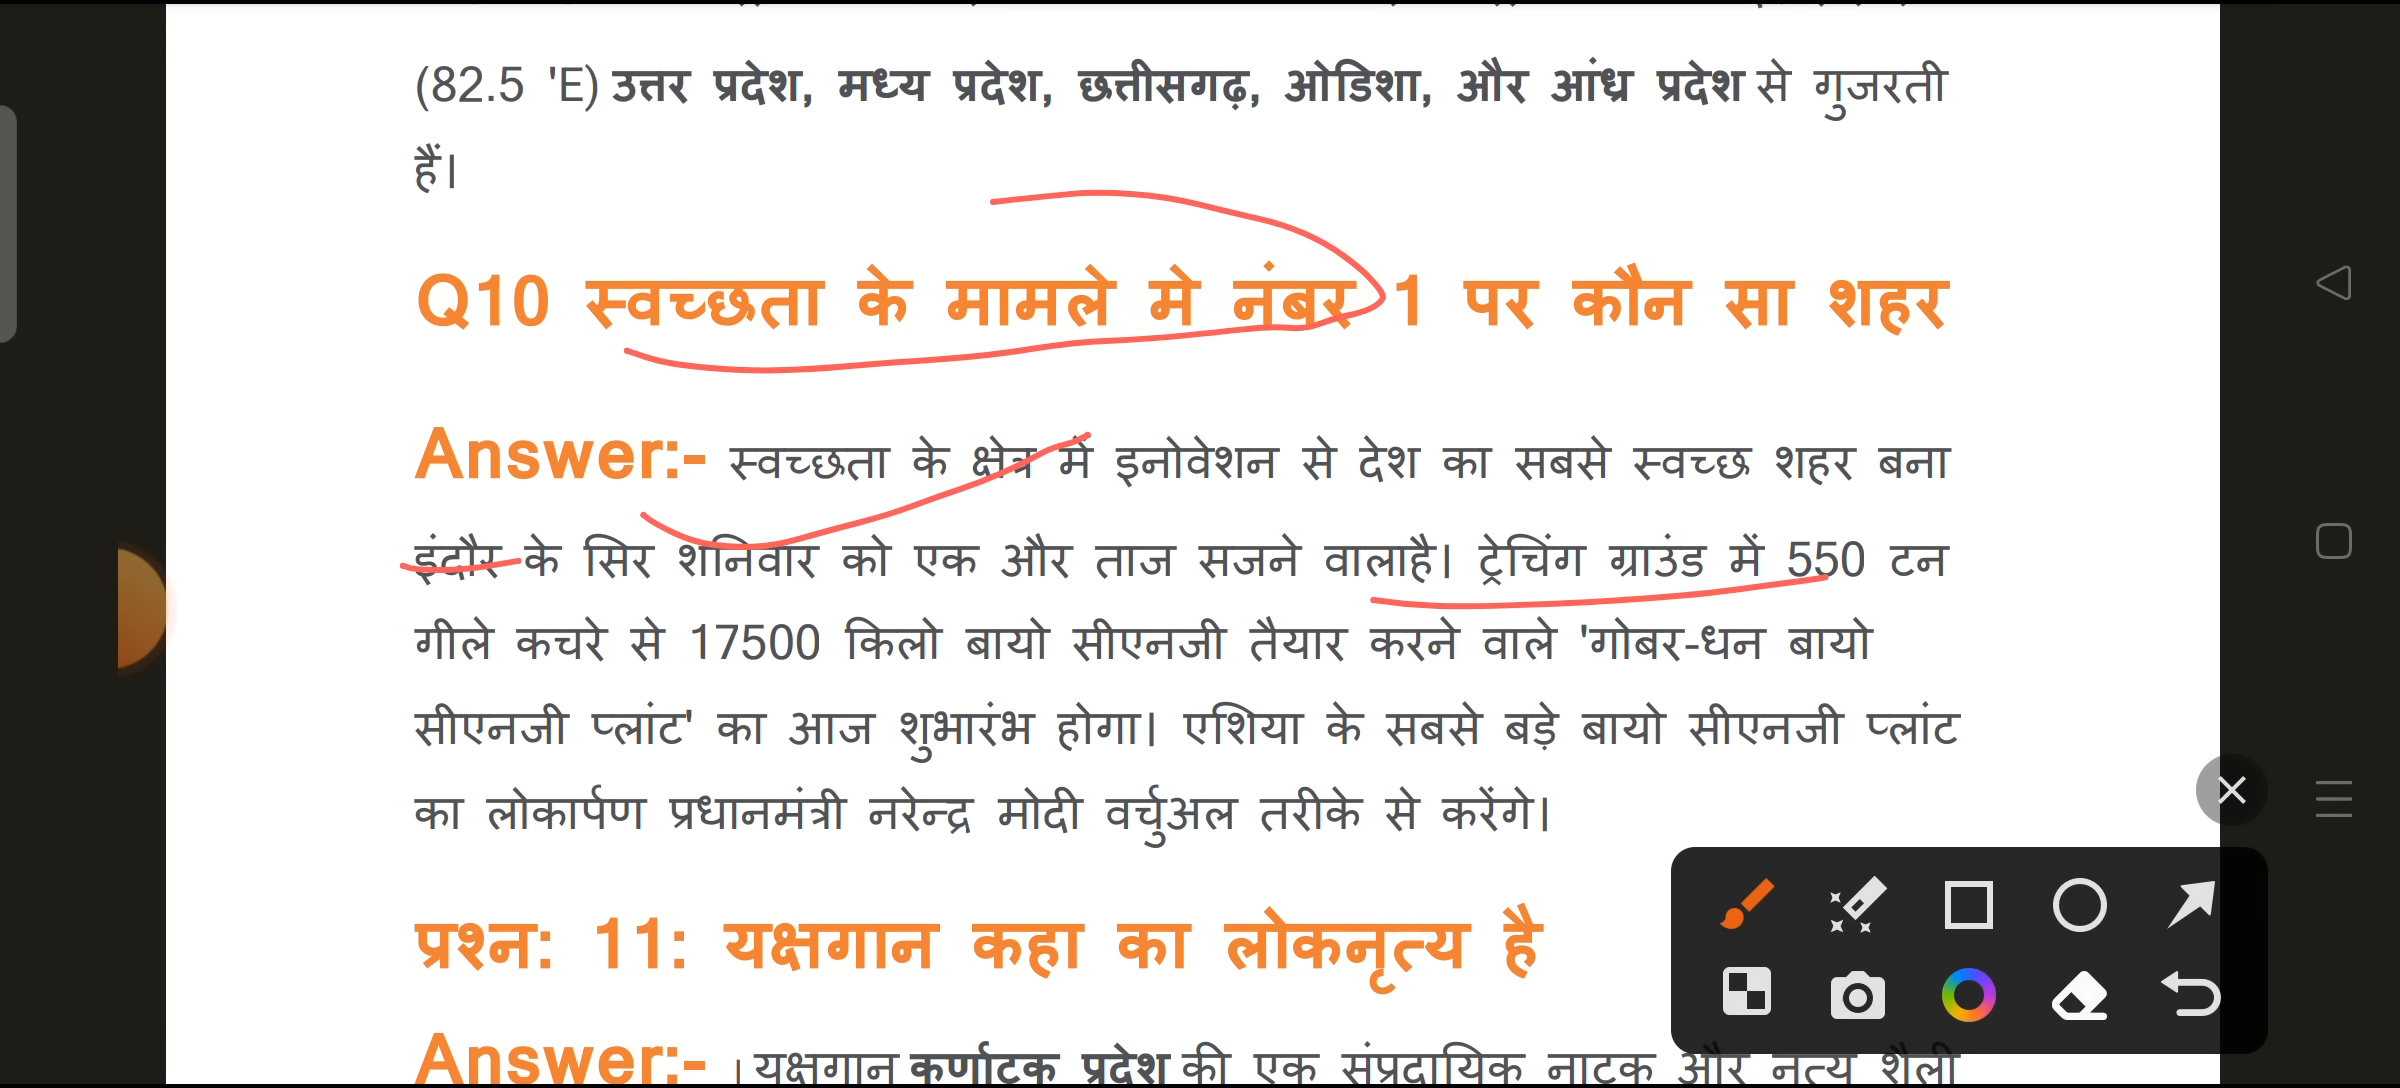 (82.5 'E) उत्तर प्रदेश, मध्य प्रदेश, छत्तीसगढ़, ओडिशा, और आंध्र प्रदेश से गुजरती
हैं।
Q10 स्वच्छता के मामले मे नंबर 1 पर कौन सा शहर
Answer:- स्वच्छता के क्षेत्र में इनोवेशन से देश का सबसे स्वच्छ शहर बना
इंदौर के सिर शनिवार को एक और ताज सजने वालाहै। ट्रेचिंग ग्राउंड में 550 टन
गीले कचरे से 17500 किलो बायो सीएनजी तैयार करने वाले 'गोबर-धन बायो
सीएनजी प्लांट' का आज शुभारंभ होगा। एशिया के सबसे बड़े बायो सीएनजी प्लांट
का लोकार्पण प्रधानमंत्री नरेन्द्र मोदी वर्चुअल तरीके से करेंगे।
प्रश्न: 11: यक्षगान कहा का लोकनृत्य है
Answer:- । यक्षगान कर्णाटक प्रदेश की एक संप्रदायिक नाटक और नृत्य शैली